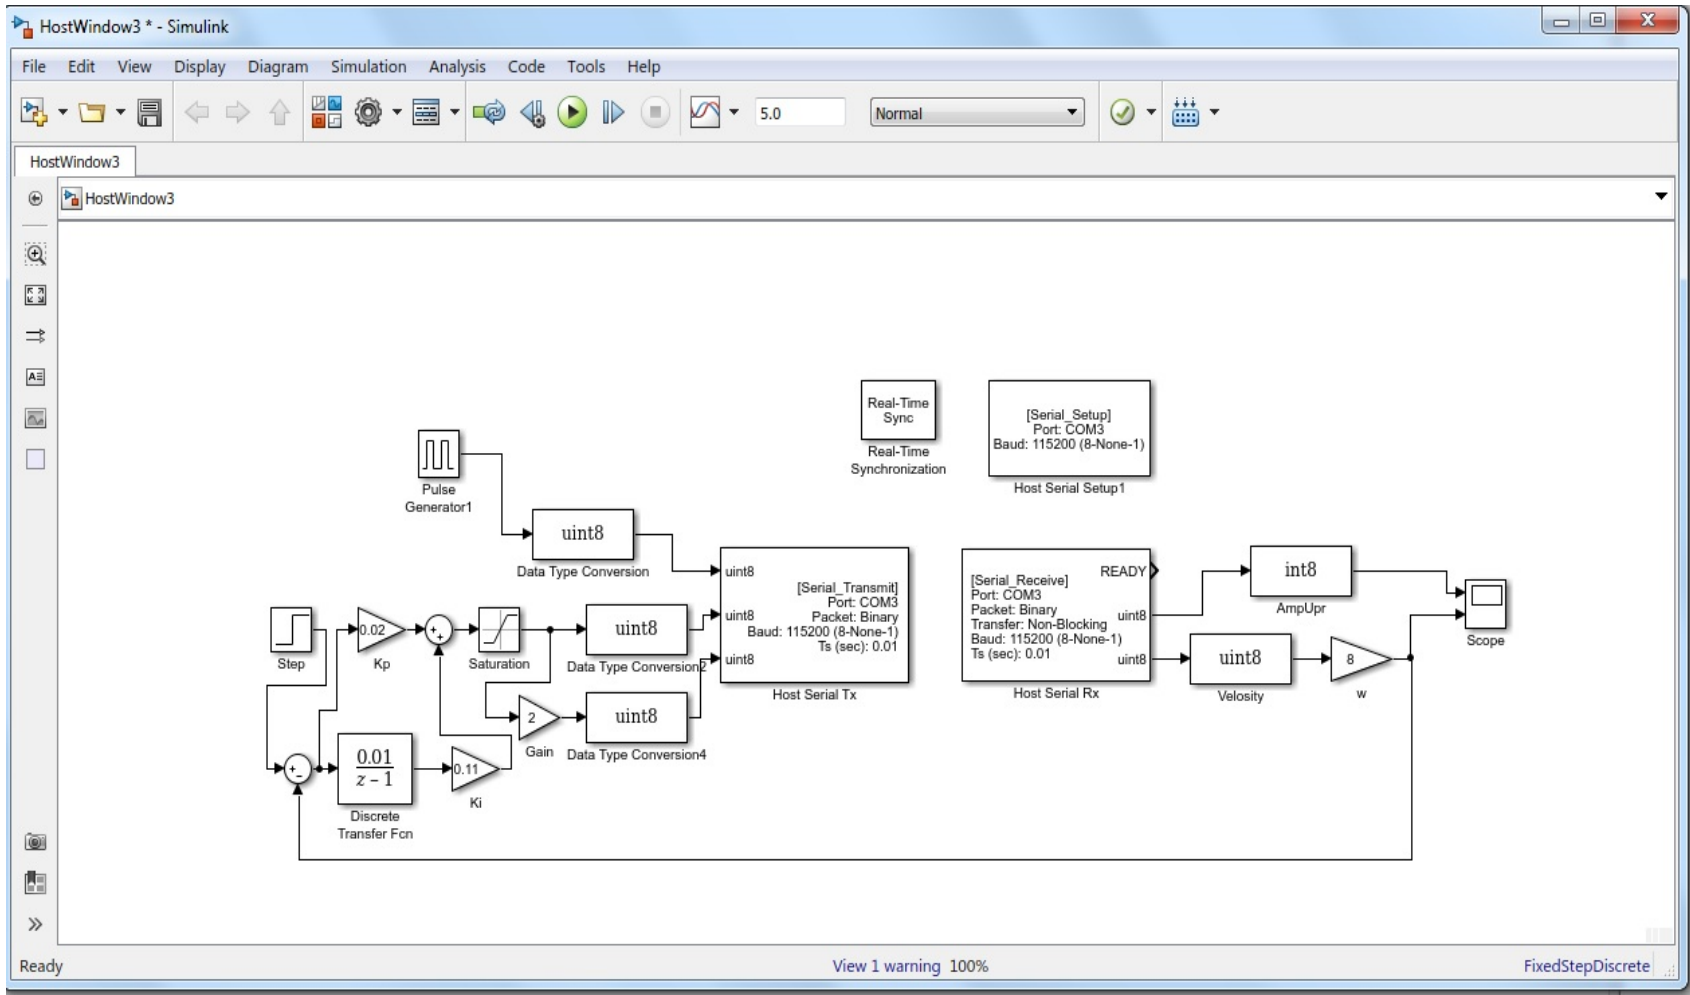 HostWindow3 * - Simulink
File Edit View Display Diagram Simulation Analysis Code Tools Help
5.0
Normal
HostWindow3
HostWindow3
Real-Time
Sync
Real-Time
Synchronization
[Serial_Setup]
Port: COM3
Baud: 115200 (8-None-1)
Host Serial Setup1
Pulse
Generator1
uint8
Data Type Conversion
Step
0.02
Kp
Saturation
uint8
Data Type Conversion2
2
Gain
uint8
Data Type Conversion4
0.01
z – 1
Discrete
Transfer Fcn
0.11
Ki
uint8
uint8
uint8
[Serial_Transmit]
Port: COM3
Packet: Binary
Baud: 115200 (8-None-1)
Ts (sec): 0.01
Host Serial Tx
[Serial_Receive]
Port: COM3
Packet: Binary
Transfer: Non-Blocking
Baud: 115200 (8-None-1)
Ts (sec): 0.01
READY
uint8
uint8
Host Serial Rx
int8
AmpUpr
uint8
Velosity
8
w
Scope
Ready
View 1 warning 100%
FixedStepDiscrete